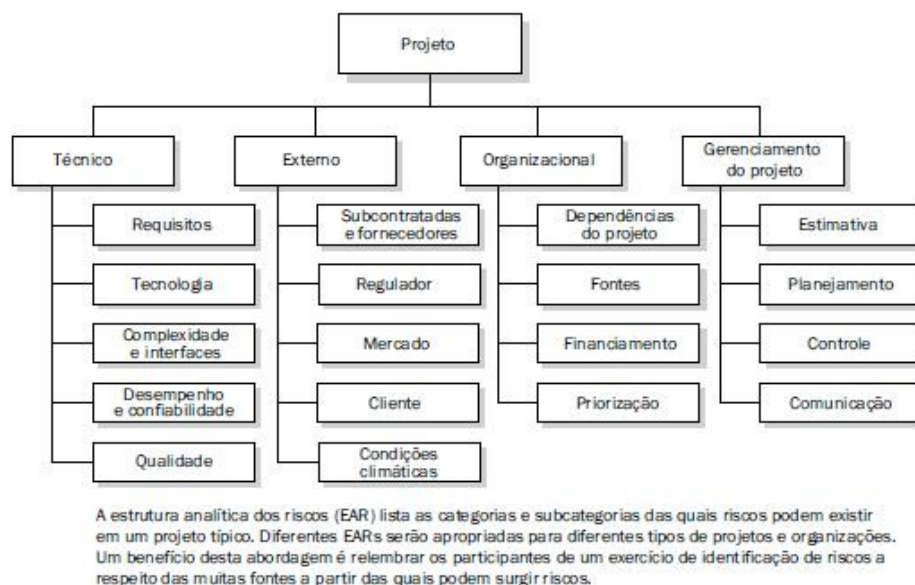 Projeto
Técnico
Externo
Organizacional
Gerenciamento
do projeto
Requisitos
Subcontratadas
e fornecedores
Dependências
do projeto
Estimativa
Tecnologia
Regulador
Fontes
Planejamento
Complexidade
e interfaces
Mercado
Financiamento
Controle
Desempenho
e confiabilidade
Cliente
Priorização
Comunicação
Qualidade
Condições
climáticas
A estrutura analítica dos riscos (EAR) lista as categorias e subcategorias das quais riscos podem existir
em um projeto típico. Diferentes EARs serão apropriadas para diferentes tipos de projetos e organizações.
Um benefício desta abordagem é relembrar os participantes de um exercício de identificação de riscos a
respeito das muitas fontes a partir das quais podem surgir riscos.